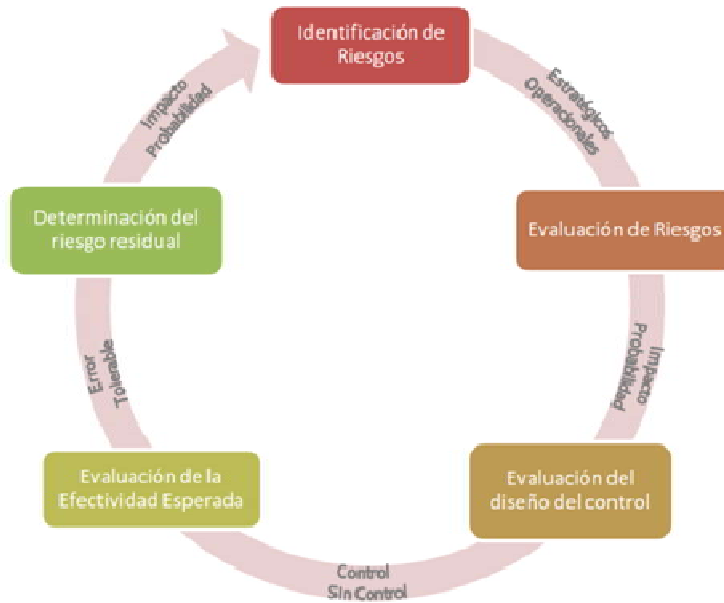 Identificación de
Riesgos
Estratégicos
Operacionales
Evaluación de Riesgos
Impacto
Probabilidad
Evaluación del
diseño del control
Control
Sin Control
Evaluación de la
Efectividad Esperada
Error
Tolerable
Determinación del
riesgo residual
Impacto
Probabilidad